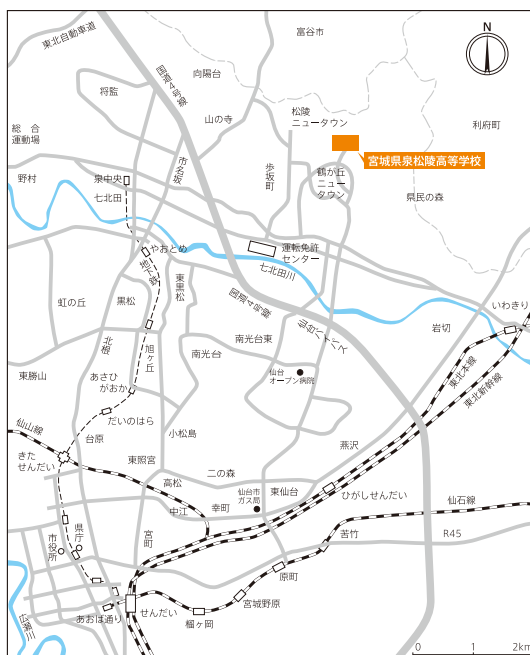 東北自動車道
国道4号線
富谷市
N
将監
向陽台
山の寺
松陵
ニュータウン
利府町
総合
運動場
市名坂
歩坂町
宮城県泉松陵高等学校
鶴が丘
ニュー
タウン
県民の森
野村
泉中央
七北田
やおとめ
地下鉄
運転免許
センター
七北田川
虹の丘
黒松
東黒松
国道4号線
仙台バイパス
いわきり
岩切
北根
旭ヶ丘
南光台
南光台東
東北本線
東北新幹線
東勝山
あさひ
がおか
仙台
オープン病院
だいのはら
仙山線
台原
小松島
燕沢
きた
せんだい
東照宮
高松
二の森
東仙台
ひがしせんだい
仙石線
中江
幸町
仙台市
ガス局
市役所
県庁
宮町
苦竹
R45
原町
宮城野原
あおば通り
せんだい
榴ヶ岡
広瀬川
0 1 2km